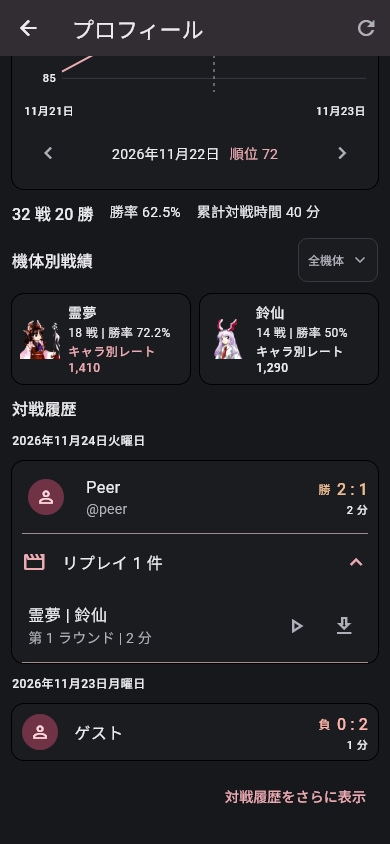 プロフィール
85
11月21日
11月23日
2026年11月22日 順位 72
32 戦 20 勝 勝率 62.5% 累計対戦時間 40 分
機体別戦績
全機体
霊夢
18 戦 | 勝率 72.2%
キャラ別レート
1,410
鈴仙
14 戦 | 勝率 50%
キャラ別レート
1,290
対戦履歴
2026年11月24日火曜日
Peer
@peer
勝 2 : 1
2 分
リプレイ 1 件
霊夢 | 鈴仙
第 1 ラウンド | 2 分
2026年11月23日月曜日
ゲスト
負 0 : 2
1 分
対戦履歴をさらに表示